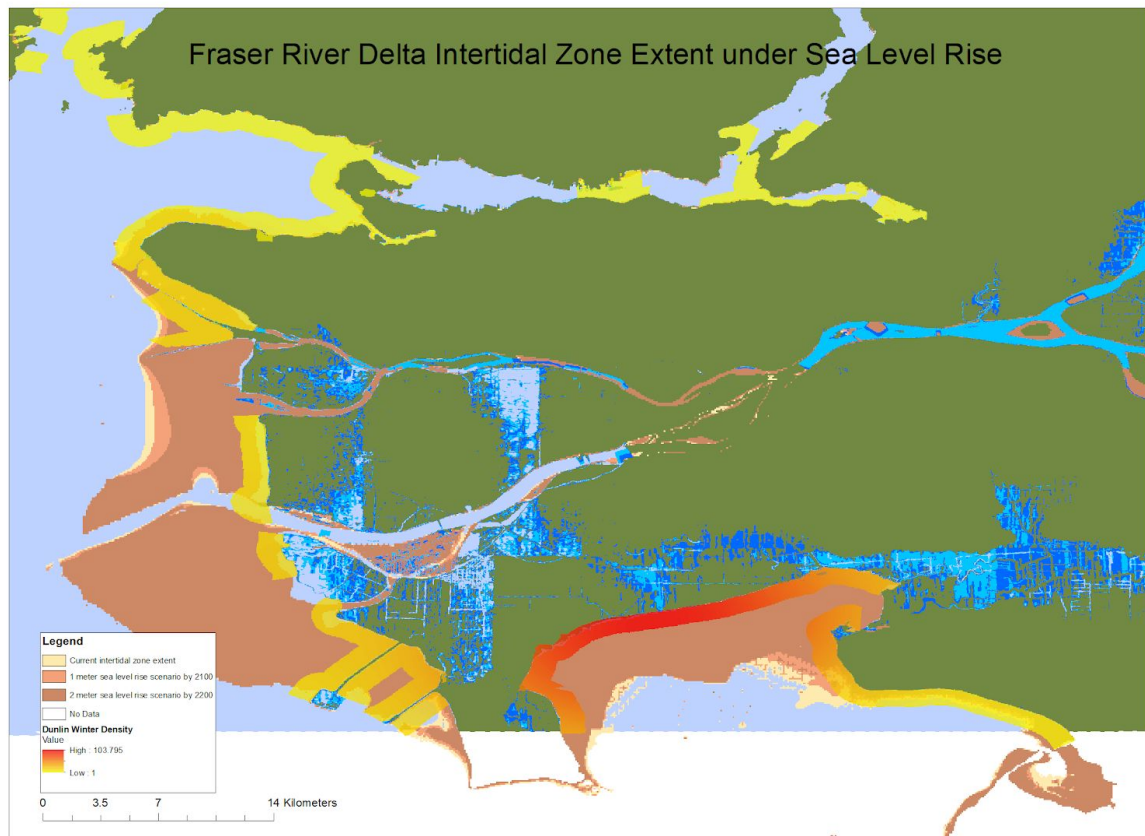 Fraser River Delta Intertidal Zone Extent under Sea Level Rise
Legend
Current intertidal zone extent
1 meter sea level rise scenario by 2100
2 meter sea level rise scenario by 2200
No Data
Dunlin Winter Density
Value
High : 103.795
Low : 1
0 3.5 7 14 Kilometers